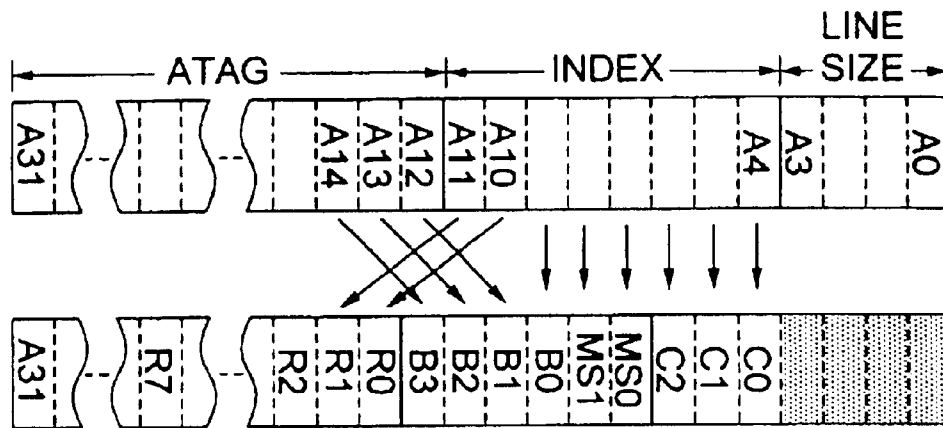 LINE
ATAG INDEX SIZE
A31 A14 A13 A12 A11 A10 A4 A3 A0
A31 R7 R2 R1 R0 B3 B2 B1 B0 MS1 MS0 C2 C1 C0